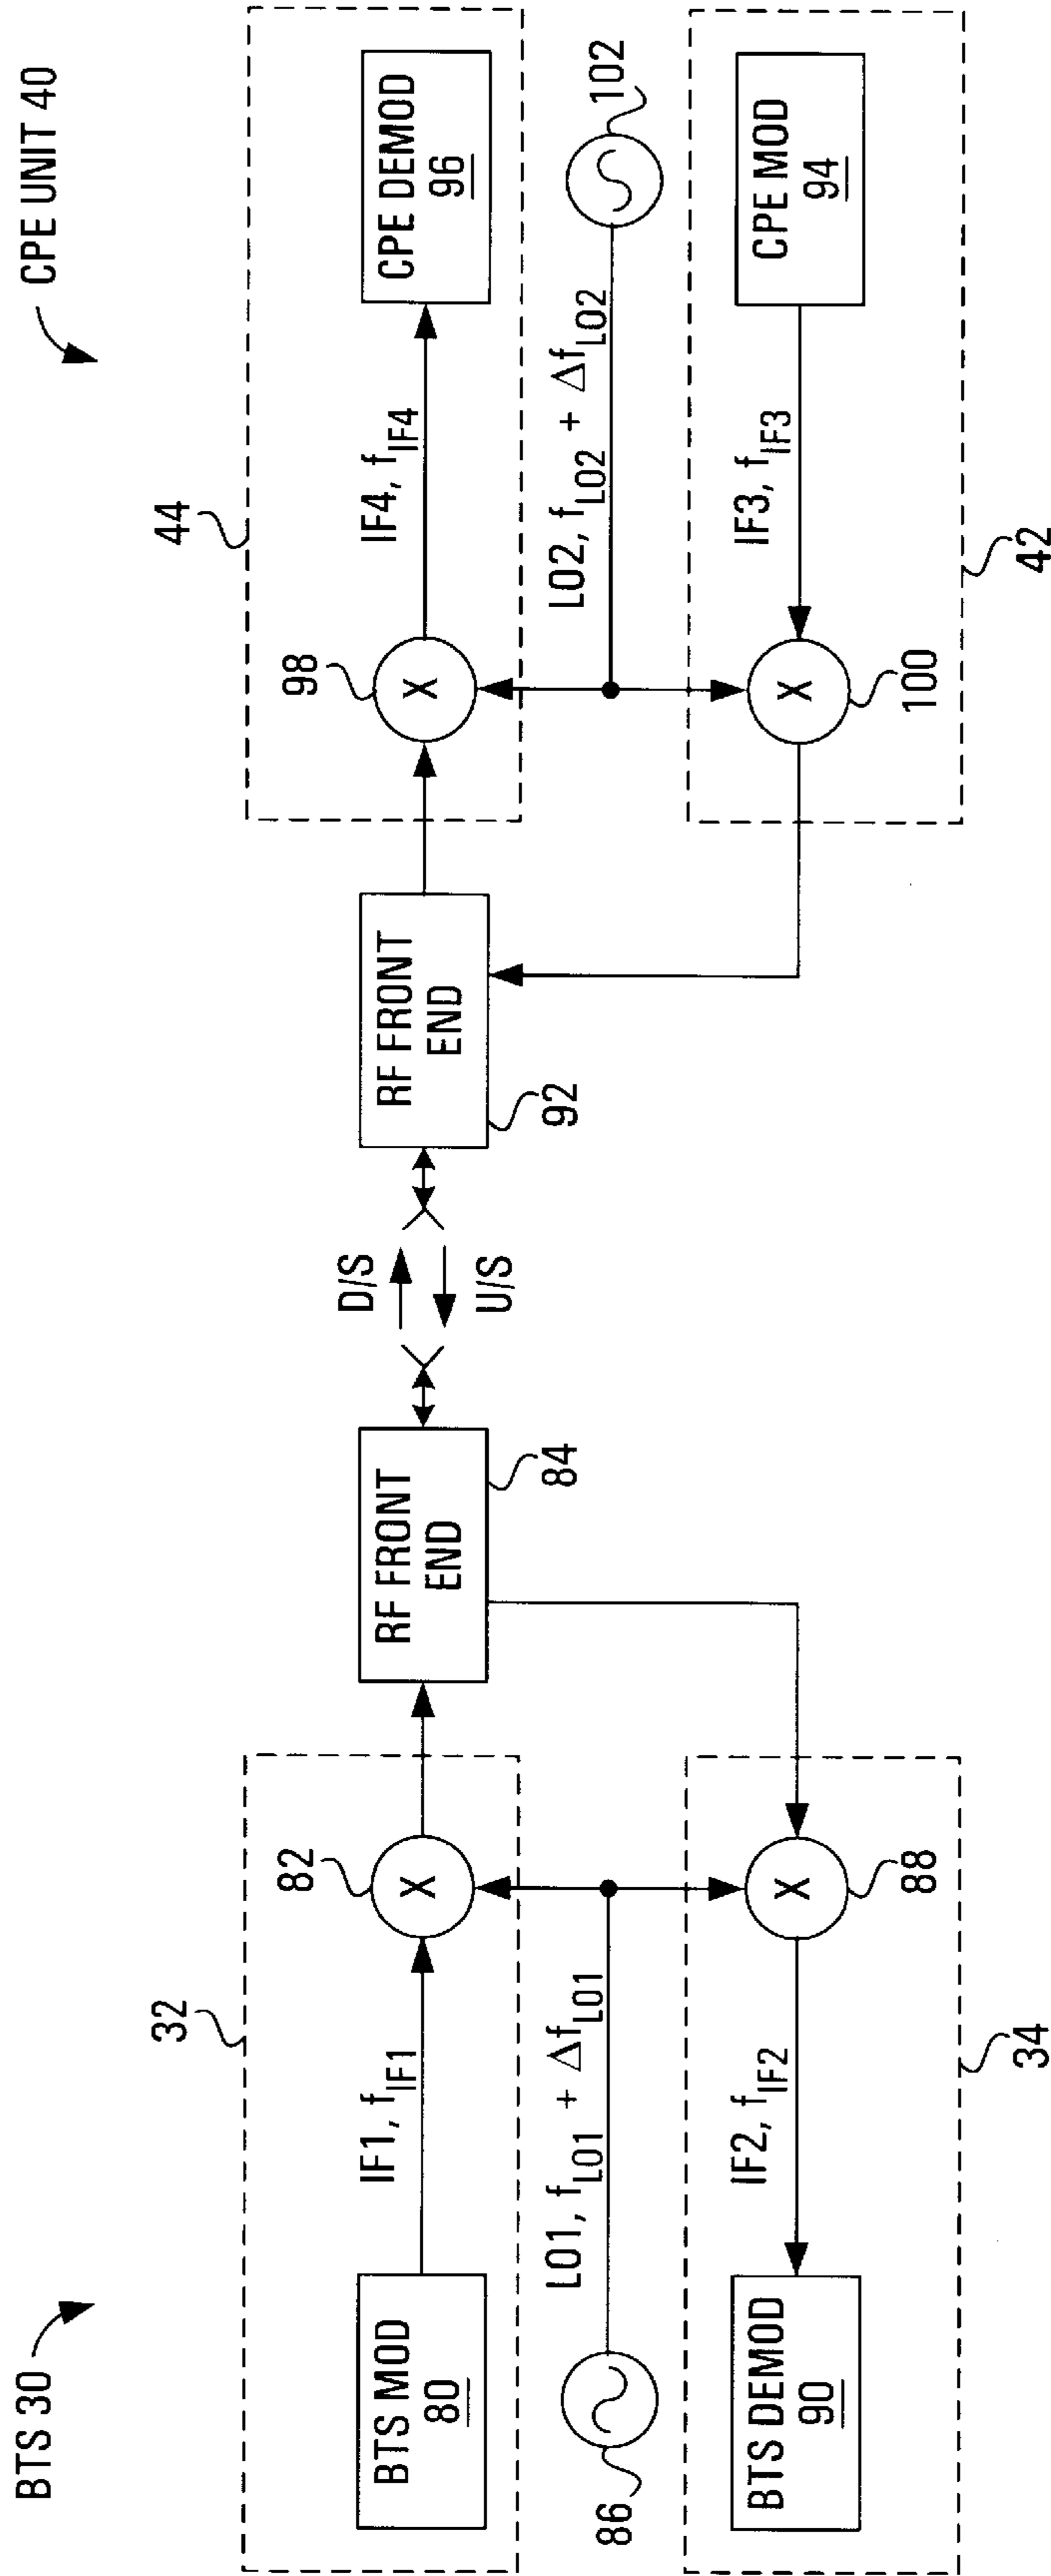 BTS 30
CPE UNIT 40
32
44
BTS MOD
80
IF1, f_IF1
82
X
RF FRONT
END
84
D/S
U/S
RF FRONT
END
92
98
X
IF4, f_IF4
CPE DEMOD
96
86
LO1, f_LO1 + Δf_LO1
LO2, f_LO2 + Δf_LO2
102
BTS DEMOD
90
IF2, f_IF2
X
88
34
X
100
IF3, f_IF3
CPE MOD
94
42